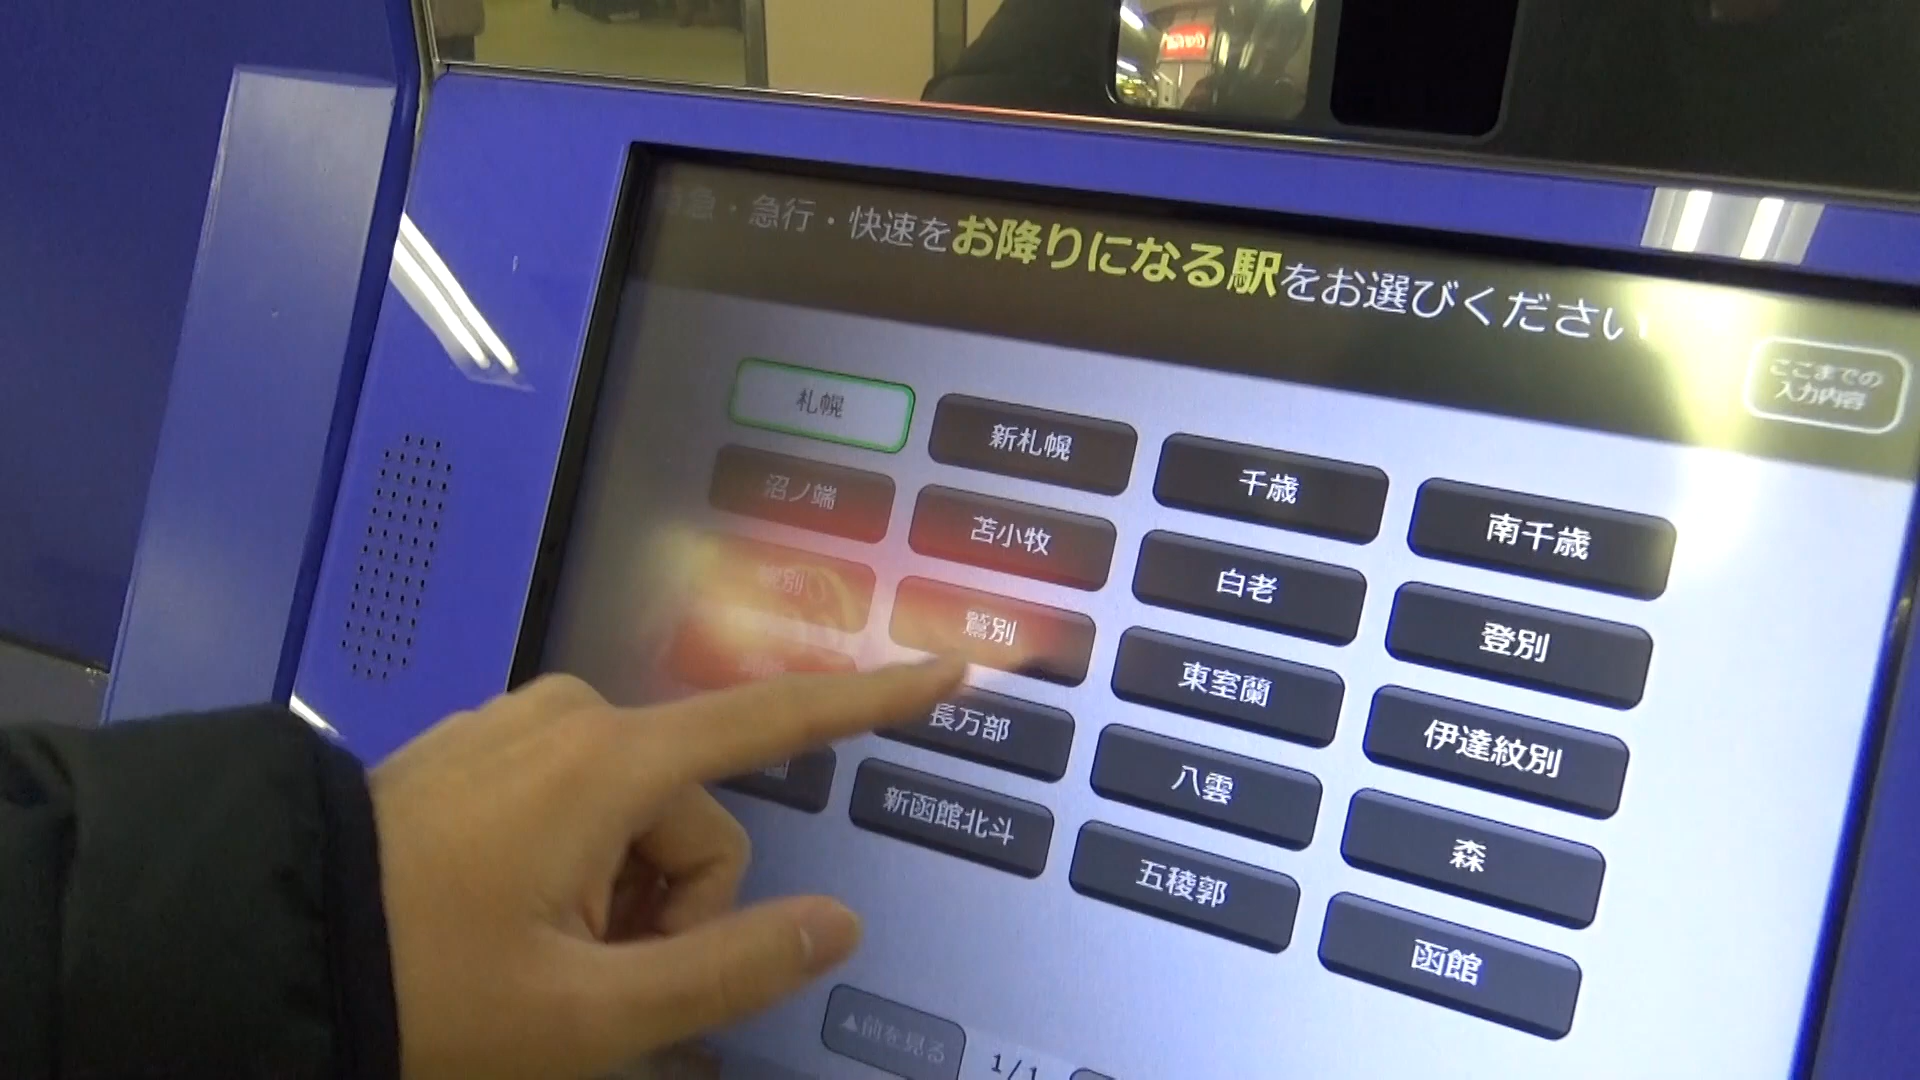 急・急行・快速をお降りになる駅をお選びください
ここまでの
入力内容
札幌
新札幌
千歳
南千歳
沼ノ端
苫小牧
白老
登別
幌別
鷲別
東室蘭
伊達紋別
長万部
八雲
森
新函館北斗
五稜郭
函館
▲前を見る
1/1